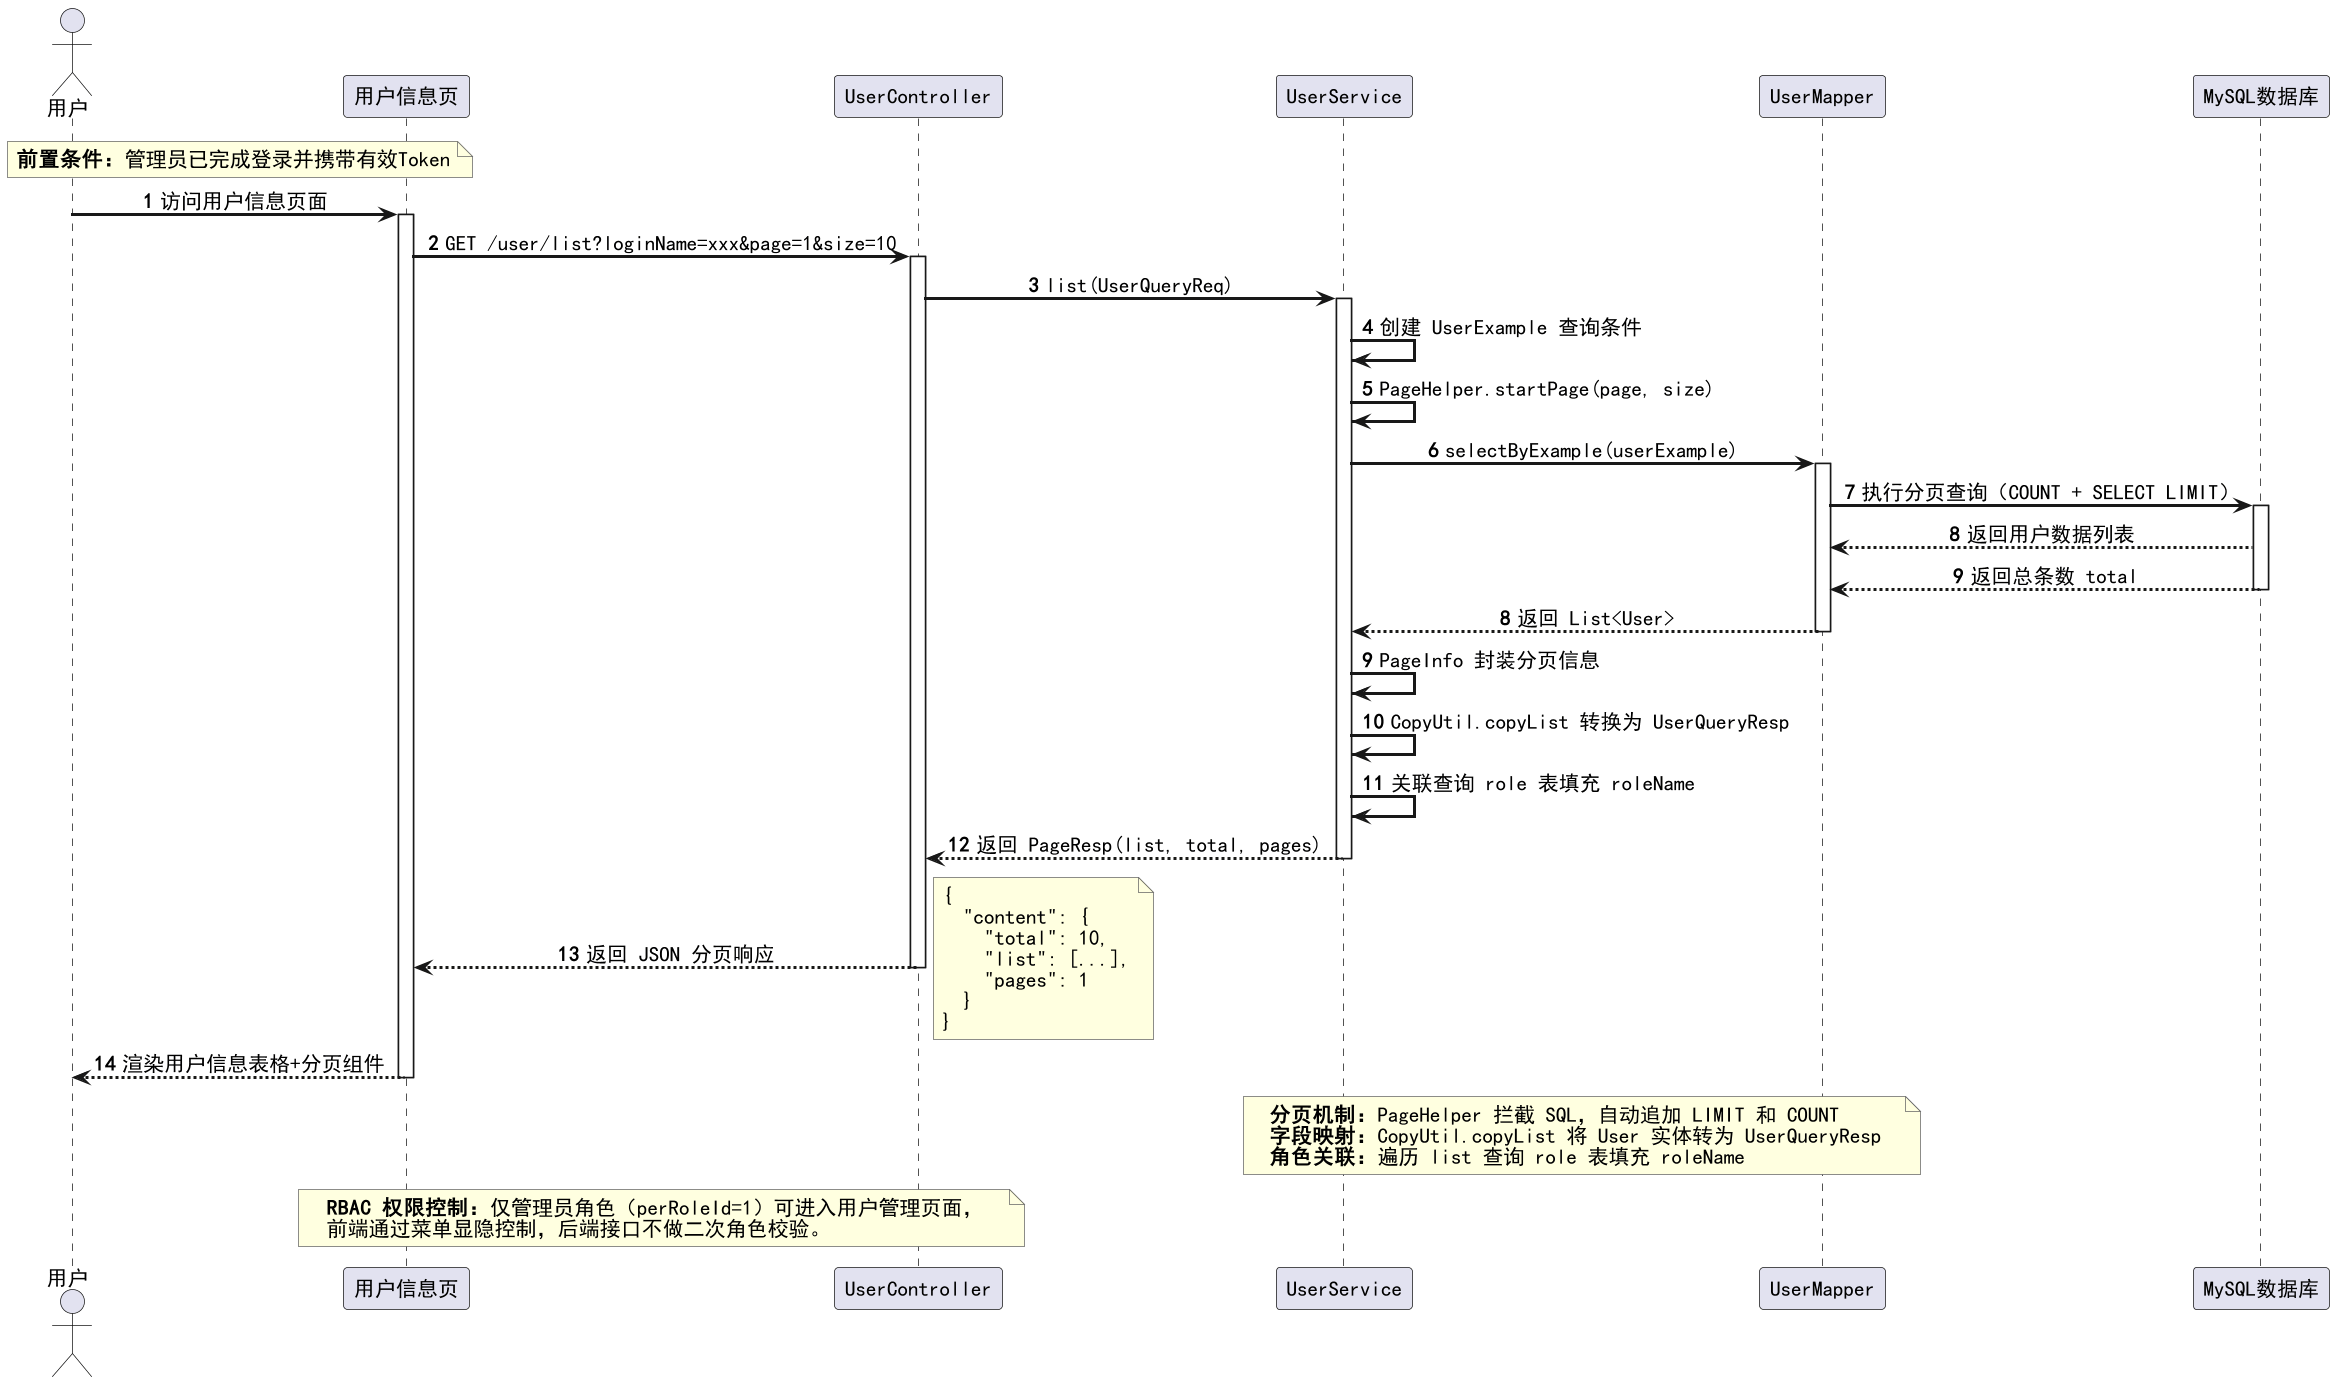 用户
用户信息页
UserController
UserService
UserMapper
MySQL数据库
前置条件：管理员已完成登录并携带有效Token
1 访问用户信息页面
2 GET /user/list?loginName=xxx&page=1&size=10
3 list(UserQueryReq)
4 创建 UserExample 查询条件
5 PageHelper.startPage(page, size)
6 selectByExample(userExample)
7 执行分页查询（COUNT + SELECT LIMIT）
8 返回用户数据列表
9 返回总条数 total
8 返回 List<User>
9 PageInfo 封装分页信息
10 CopyUtil.copyList 转换为 UserQueryResp
11 关联查询 role 表填充 roleName
12 返回 PageResp(list, total, pages)
{
  "content": {
    "total": 10,
    "list": [...],
    "pages": 1
  }
}
13 返回 JSON 分页响应
14 渲染用户信息表格+分页组件
分页机制：PageHelper 拦截 SQL，自动追加 LIMIT 和 COUNT
字段映射：CopyUtil.copyList 将 User 实体转为 UserQueryResp
角色关联：遍历 list 查询 role 表填充 roleName
RBAC 权限控制：仅管理员角色（perRoleId=1）可进入用户管理页面，
前端通过菜单显隐控制，后端接口不做二次角色校验。
用户
用户信息页
UserController
UserService
UserMapper
MySQL数据库